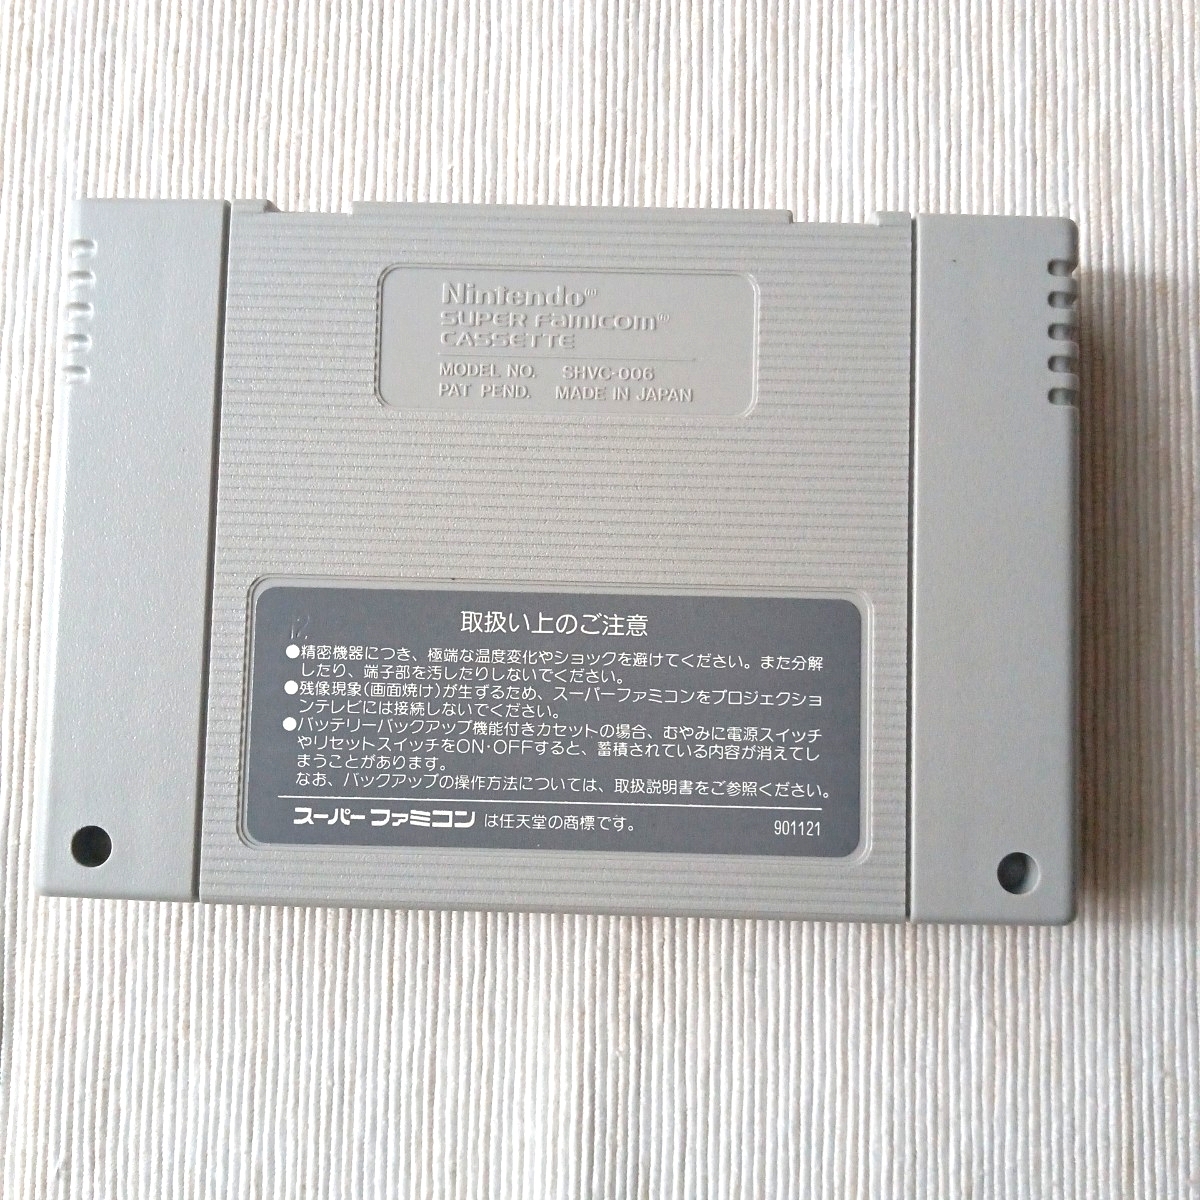 Nintendo
SUPER Famicom
CASSETTE
MODEL NO. SHVC-006
PAT PEND. MADE IN JAPAN
取扱い上のご注意
●精密機器につき、極端な温度変化やショックを避けてください。また分解
したり、端子部を汚したりしないでください。
●残像現象(画面焼け)が生ずるため、スーパーファミコンをプロジェクショ
ンテレビには接続しないでください。
●バッテリーバックアップ機能付きカセットの場合、むやみに電源スイッチ
やリセットスイッチをON・OFFすると、蓄積されている内容が消えてし
まうことがあります。
なお、バックアップの操作方法については、取扱説明書をご参照ください。
スーパーファミコン は任天堂の商標です。
901121